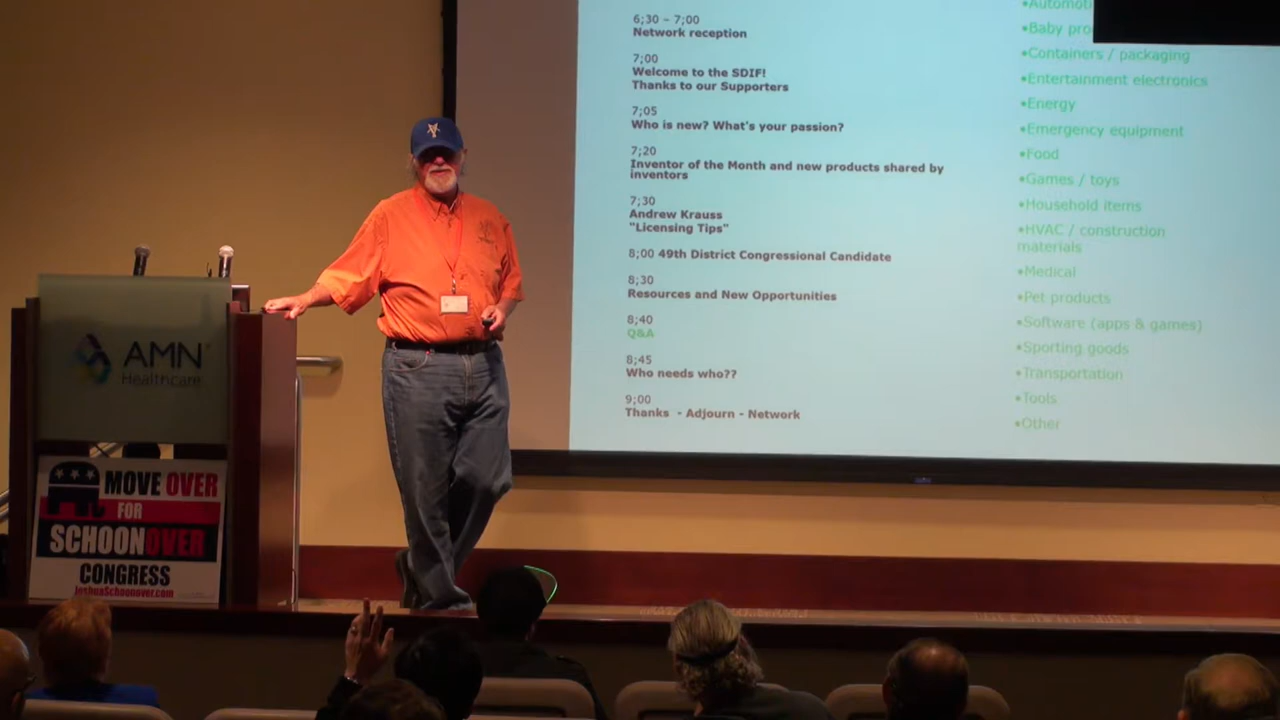 6;30 – 7;00
Network reception
7;00
Welcome to the SDIF!
Thanks to our Supporters
7;05
Who is new? What's your passion?
7;20
Inventor of the Month and new products shared by
inventors
7;30
Andrew Krauss
"Licensing Tips"
8;00 49th District Congressional Candidate
8;30
Resources and New Opportunities
8;40
Q&A
8;45
Who needs who??
9;00
Thanks - Adjourn - Network
•Baby
•Containers / packaging
•Entertainment electronics
•Energy
•Emergency equipment
•Food
•Games / toys
•Household items
•HVAC / construction
materials
•Medical
•Pet products
•Software (apps & games)
•Sporting goods
•Transportation
•Tools
•Other
AMN
Healthcare
MOVE OVER
FOR
SCHOONOVER
CONGRESS
JoshuaSchoonover.com